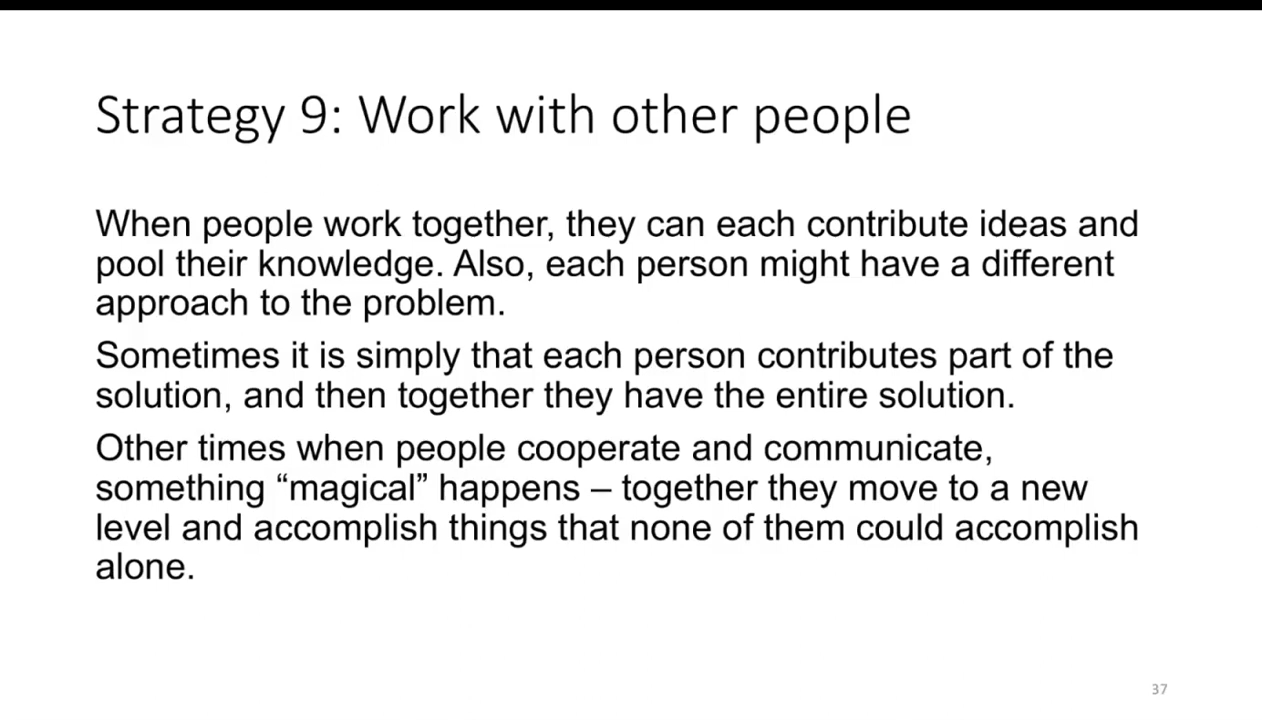 Strategy 9: Work with other people
When people work together, they can each contribute ideas and
pool their knowledge. Also, each person might have a different
approach to the problem.
Sometimes it is simply that each person contributes part of the
solution, and then together they have the entire solution.
Other times when people cooperate and communicate,
something “magical” happens – together they move to a new
level and accomplish things that none of them could accomplish
alone.
37